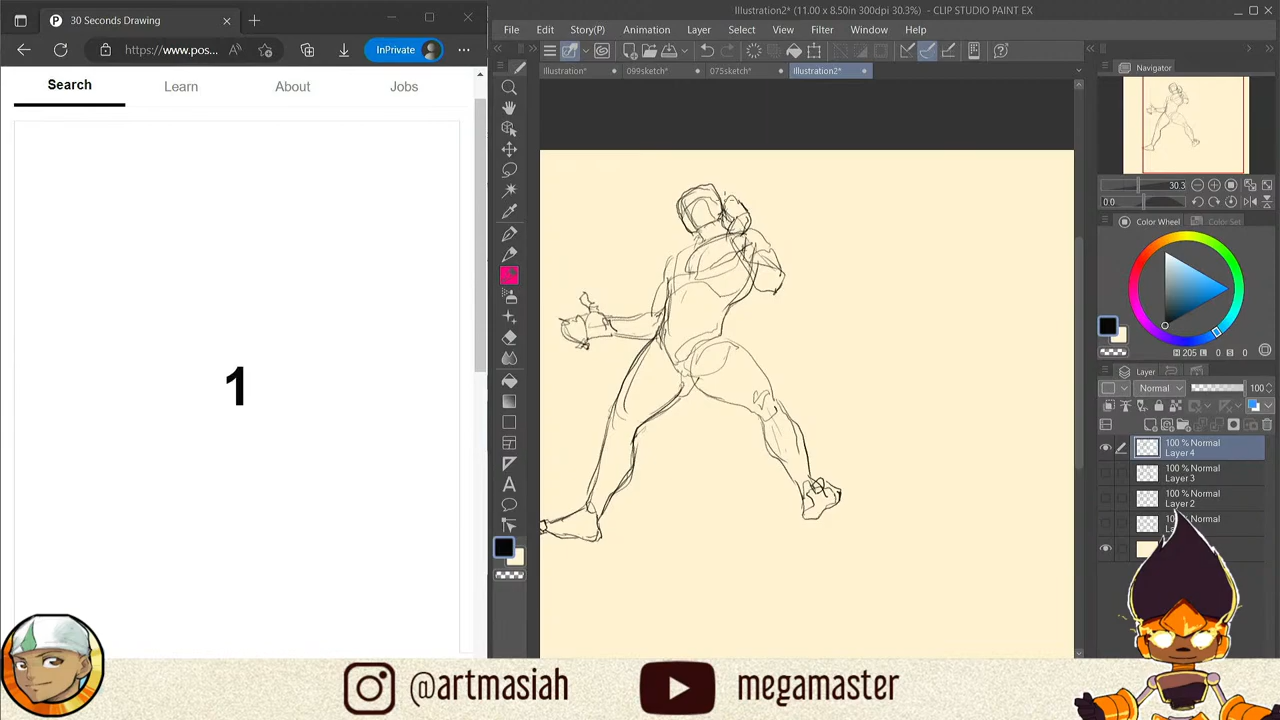 30 Seconds Drawing
https://www.pos...
InPrivate
Search
Learn
About
Jobs
1
Illustration2* (11.00 x 8.50in 300dpi 30.3%) - CLIP STUDIO PAINT EX
File
Edit
Story(P)
Animation
Layer
Select
View
Filter
Window
Help
Illustration*
099sketch*
075sketch*
Illustration2*
Navigator
30.3
0.0
Color Wheel
Color Set
H 205 L 0 S 0
Layer
Normal
100
100 % Normal
Layer 4
100 % Normal
Layer 3
100 % Normal
Layer 2
100 % Normal
@artmasiah
megamaster